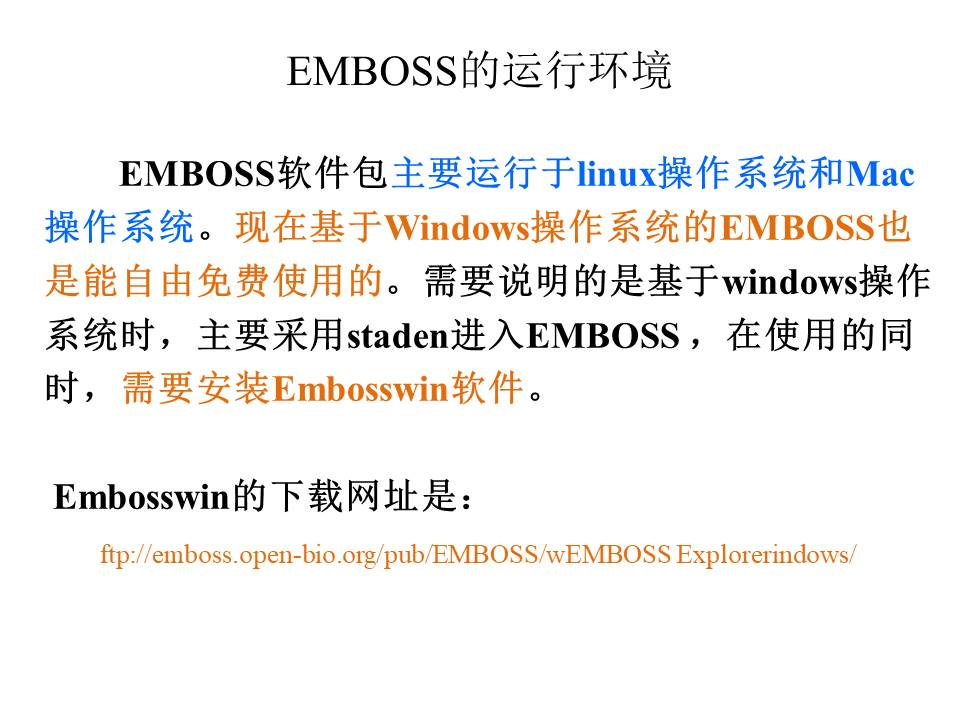 EMBOSS的运行环境
EMBOSS软件包主要运行于linux操作系统和Mac
操作系统。现在基于Windows操作系统的EMBOSS也
是能自由免费使用的。需要说明的是基于windows操作
系统时，主要采用staden进入EMBOSS ，在使用的同
时，需要安装Embosswin软件。
Embosswin的下载网址是：
ftp://emboss.open-bio.org/pub/EMBOSS/wEMBOSS Explorerindows/